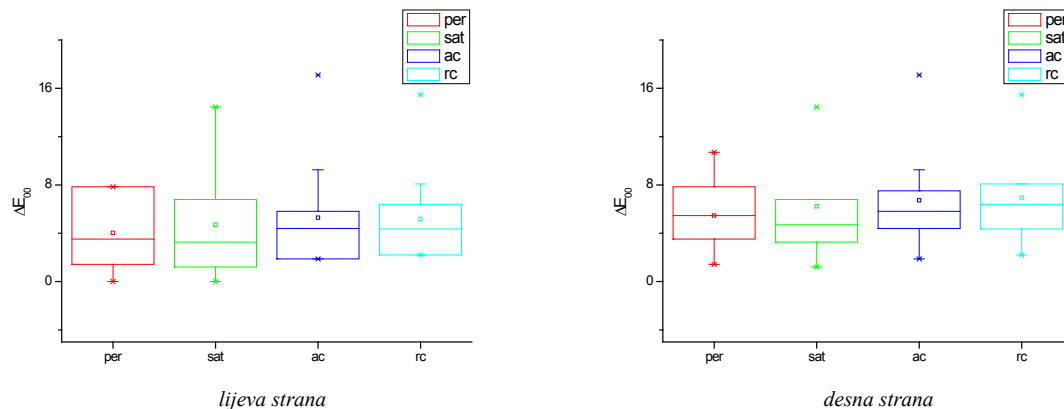 per
sat
ac
rc
16
8
0
ΔE00
per sat ac rc
lijeva strana
per
sat
ac
rc
16
8
0
ΔE00
per sat ac rc
desna strana